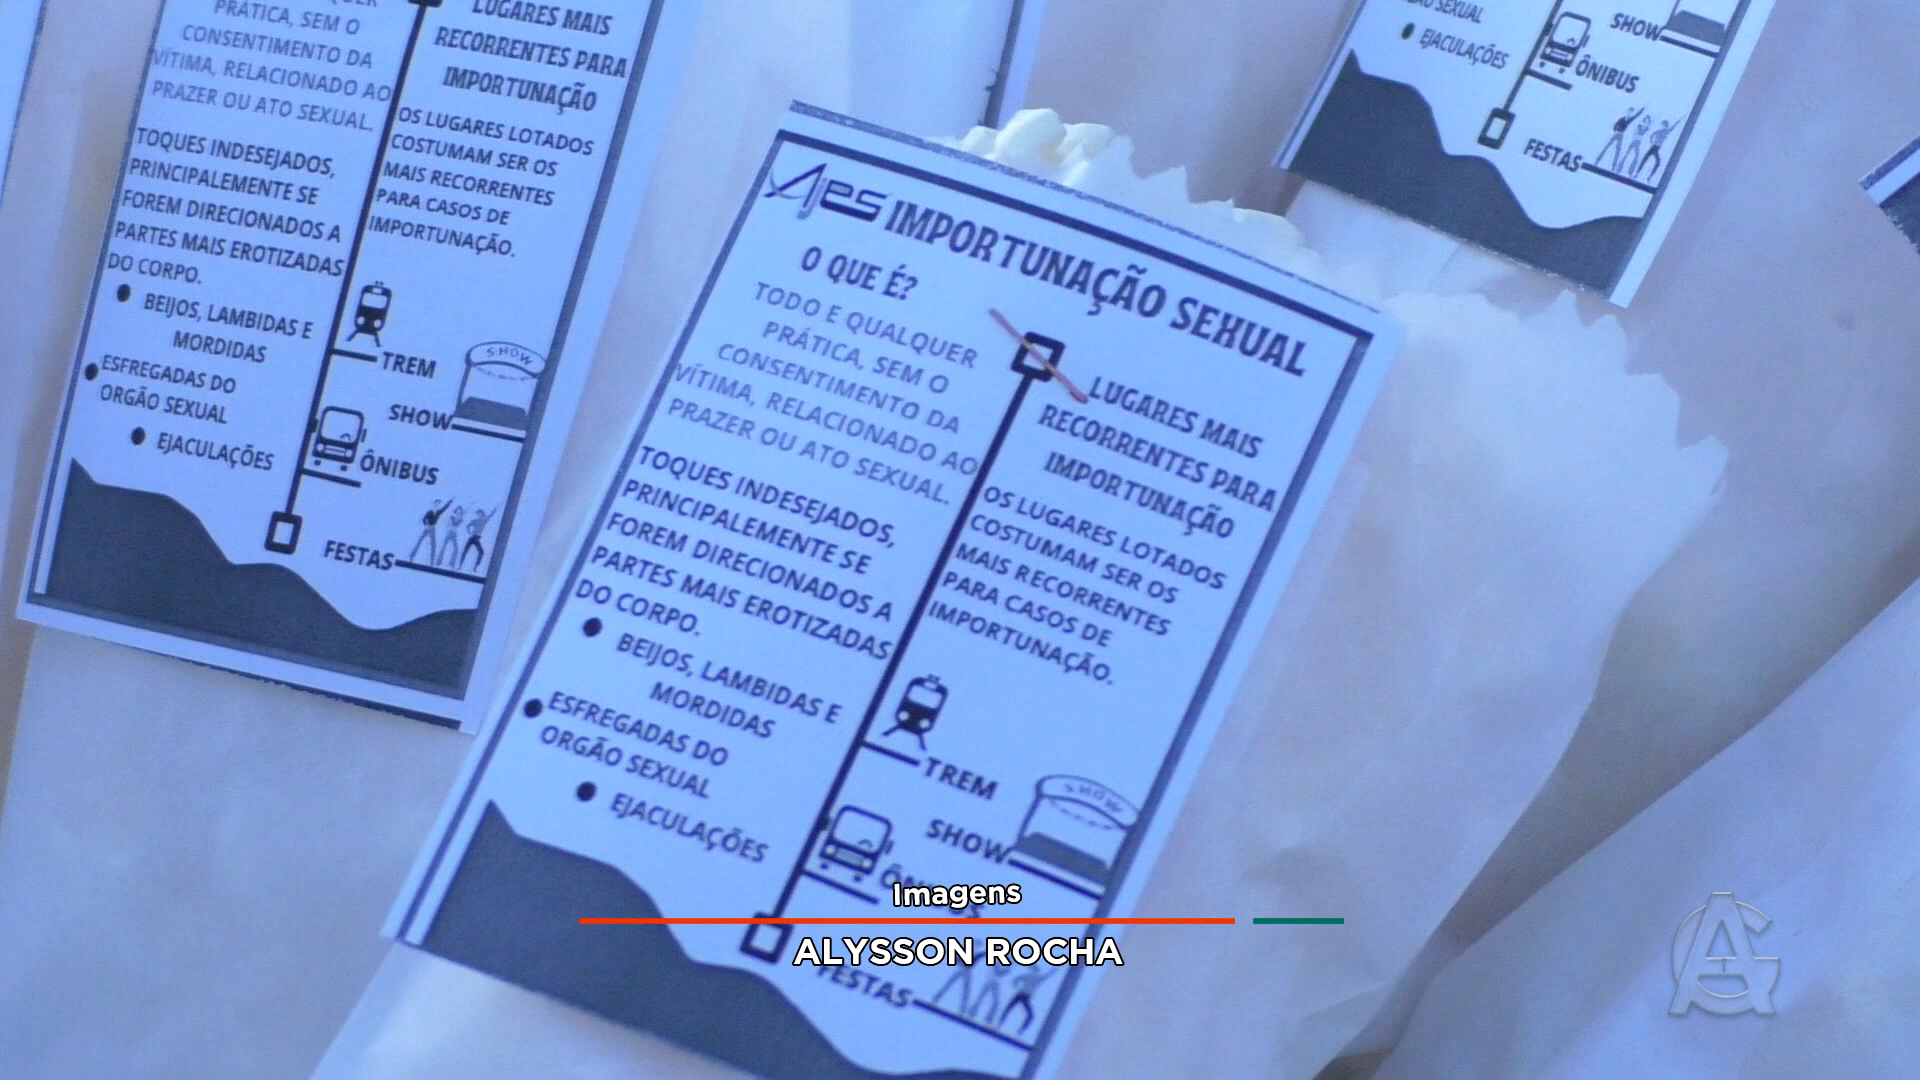 PRÁTICA, SEM O
CONSENTIMENTO DA
VÍTIMA, RELACIONADO AO
PRAZER OU ATO SEXUAL.
TOQUES INDESEJADOS,
PRINCIPALMENTE SE
FOREM DIRECIONADOS A
PARTES MAIS EROTIZADAS
DO CORPO.
BEIJOS, LAMBIDAS E
MORDIDAS
ESFREGADAS DO
ORGÃO SEXUAL
EJACULAÇÕES
LUGARES MAIS
RECORRENTES PARA
IMPORTUNAÇÃO
OS LUGARES LOTADOS
COSTUMAM SER OS
MAIS RECORRENTES
PARA CASOS DE
IMPORTUNAÇÃO.
TREM
SHOW
SHOW
ÔNIBUS
FESTAS
Ajes IMPORTUNAÇÃO SEXUAL
O QUE É?
TODO E QUALQUER
PRÁTICA, SEM O
CONSENTIMENTO DA
VÍTIMA, RELACIONADO AO
PRAZER OU ATO SEXUAL.
TOQUES INDESEJADOS,
PRINCIPALEMENTE SE
FOREM DIRECIONADOS A
PARTES MAIS EROTIZADAS
DO CORPO.
BEIJOS, LAMBIDAS E
MORDIDAS
ESFREGADAS DO
ORGÃO SEXUAL
EJACULAÇÕES
LUGARES MAIS
RECORRENTES PARA
IMPORTUNAÇÃO
OS LUGARES LOTADOS
COSTUMAM SER OS
MAIS RECORRENTES
PARA CASOS DE
IMPORTUNAÇÃO.
TREM
SHOW
SHOW
FESTAS
SEXUAL
EJACULAÇÕES
SHOW
ÔNIBUS
FESTAS
Imagens
ALYSSON ROCHA